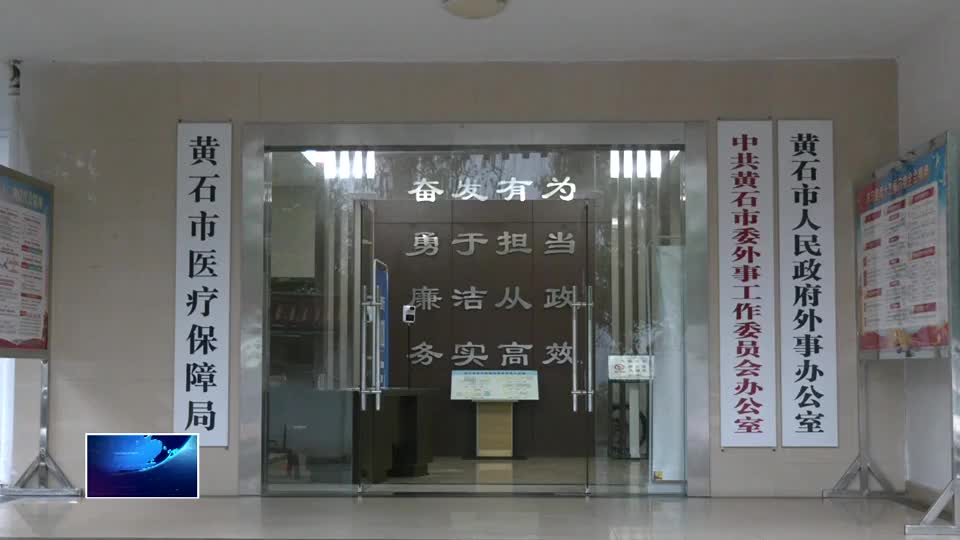 黄石市医疗保障局
奋发有为
勇于担当
廉洁从政
务实高效
中共黄石市委外事工作委员会办公室
黄石市人民政府外事办公室